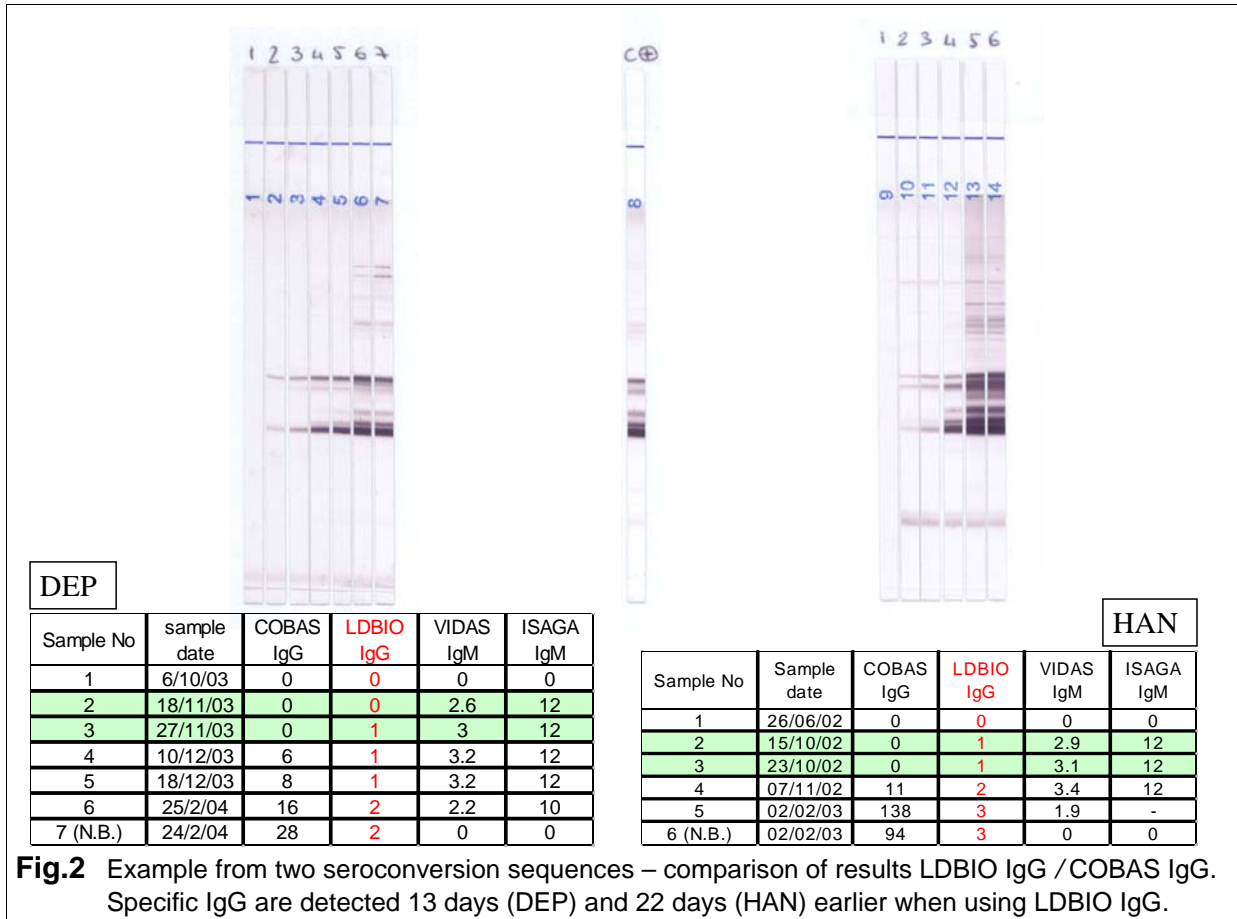 1 2 3 4 5 6 7
C⊕
1 2 3 4 5 6
1 2 3 4 5 6 7
8
9 10 11 12 13 14
DEP
Sample No sample date COBAS IgG LDBIO IgG VIDAS IgM ISAGA IgM
1 6/10/03 0 0 0 0
2 18/11/03 0 0 2.6 12
3 27/11/03 0 1 3 12
4 10/12/03 6 1 3.2 12
5 18/12/03 8 1 3.2 12
6 25/2/04 16 2 2.2 10
7 (N.B.) 24/2/04 28 2 0 0
HAN
Sample No Sample date COBAS IgG LDBIO IgG VIDAS IgM ISAGA IgM
1 26/06/02 0 0 0 0
2 15/10/02 0 1 2.9 12
3 23/10/02 0 1 3.1 12
4 07/11/02 11 2 3.4 12
5 02/02/03 138 3 1.9 -
6 (N.B.) 02/02/03 94 3 0 0
Fig.2 Example from two seroconversion sequences – comparison of results LDBIO IgG / COBAS IgG.
Specific IgG are detected 13 days (DEP) and 22 days (HAN) earlier when using LDBIO IgG.